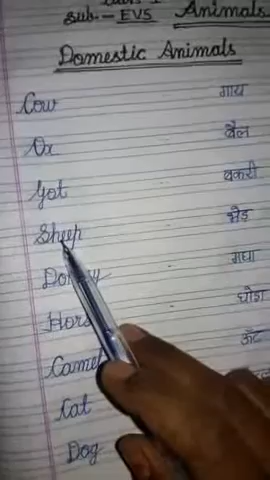 Sub:- EVS Animals
Domestic Animals
Cow गाय
Ox बैल
Got बकरी
Sheep भेड़
गधा
घोड़ा
Camel ऊँट
Cat
Dog